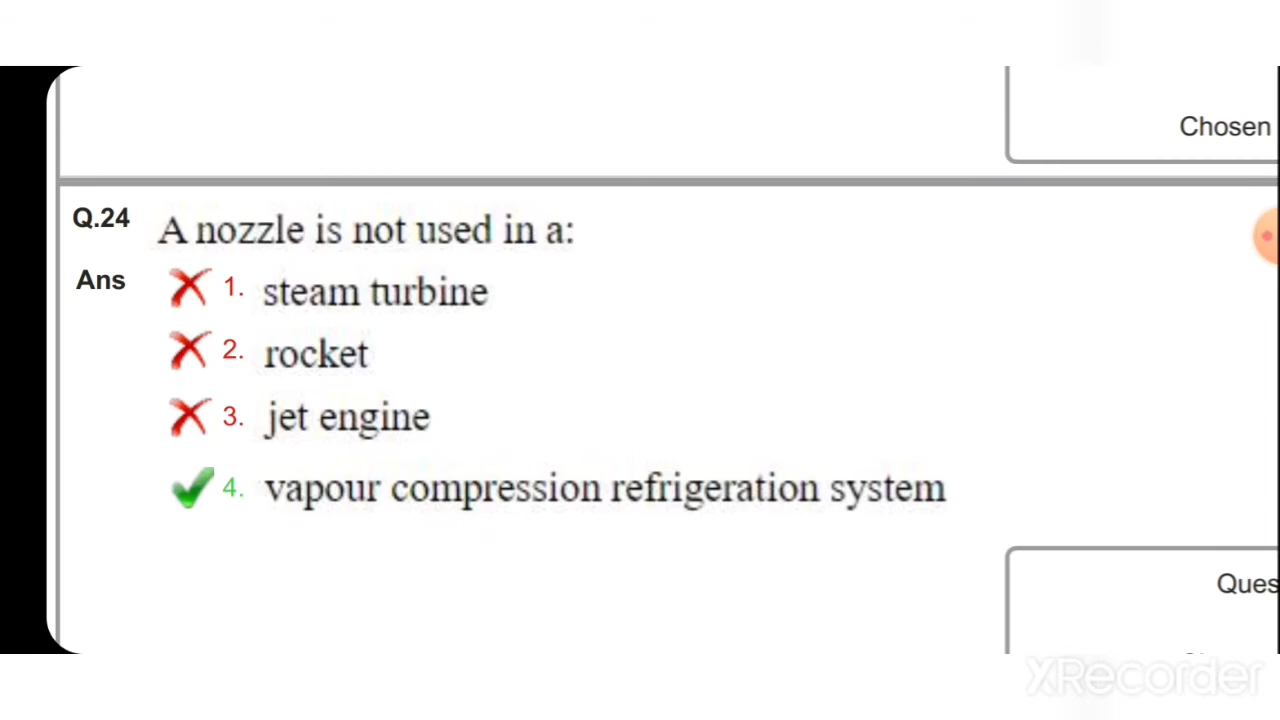 Chosen
Q.24 A nozzle is not used in a:
Ans 1. steam turbine
2. rocket
3. jet engine
4. vapour compression refrigeration system
Ques
XRecorder